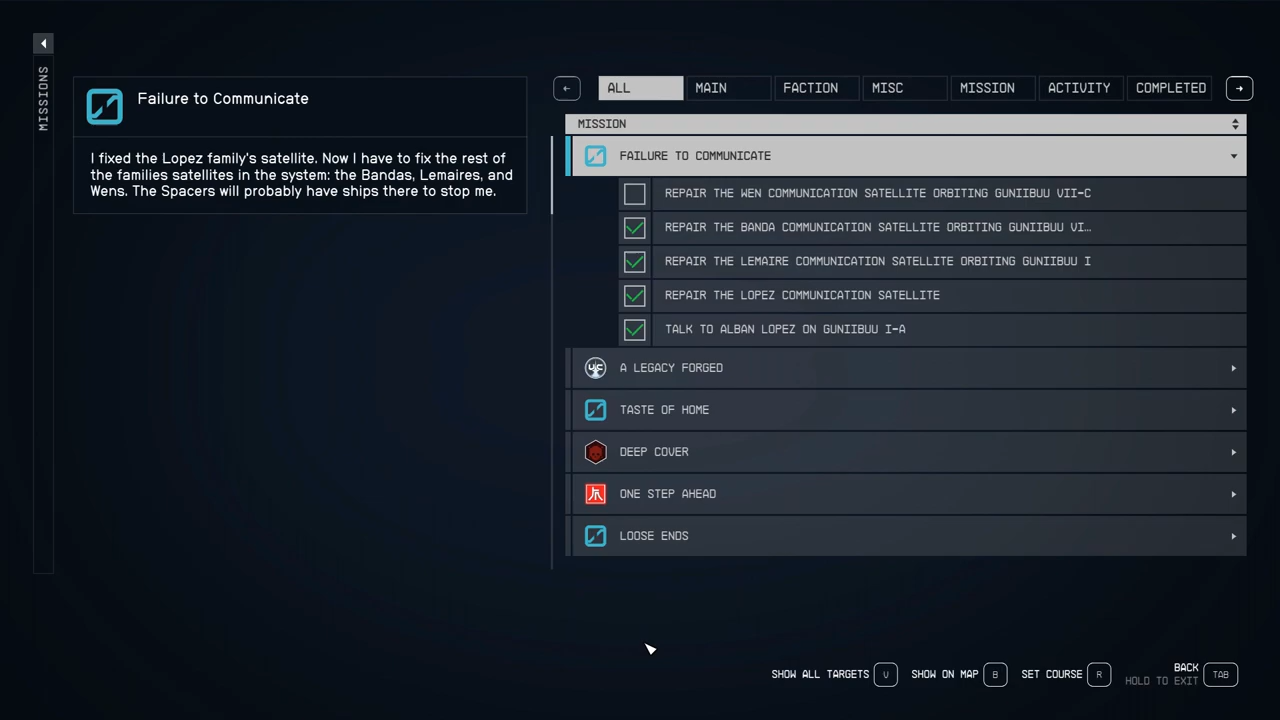 MISSIONS
Failure to Communicate
I fixed the Lopez family's satellite. Now I have to fix the rest of
the families satellites in the system: the Bandas, Lemaires, and
Wens. The Spacers will probably have ships there to stop me.
ALL MAIN FACTION MISC MISSION ACTIVITY COMPLETED
MISSION
FAILURE TO COMMUNICATE
REPAIR THE WEN COMMUNICATION SATELLITE ORBITING GUNIIBUU VII-C
REPAIR THE BANDA COMMUNICATION SATELLITE ORBITING GUNIIBUU VI…
REPAIR THE LEMAIRE COMMUNICATION SATELLITE ORBITING GUNIIBUU I
REPAIR THE LOPEZ COMMUNICATION SATELLITE
TALK TO ALBAN LOPEZ ON GUNIIBUU I-A
UC
A LEGACY FORGED
TASTE OF HOME
DEEP COVER
ONE STEP AHEAD
LOOSE ENDS
SHOW ALL TARGETS V SHOW ON MAP B SET COURSE R BACK TAB
HOLD TO EXIT